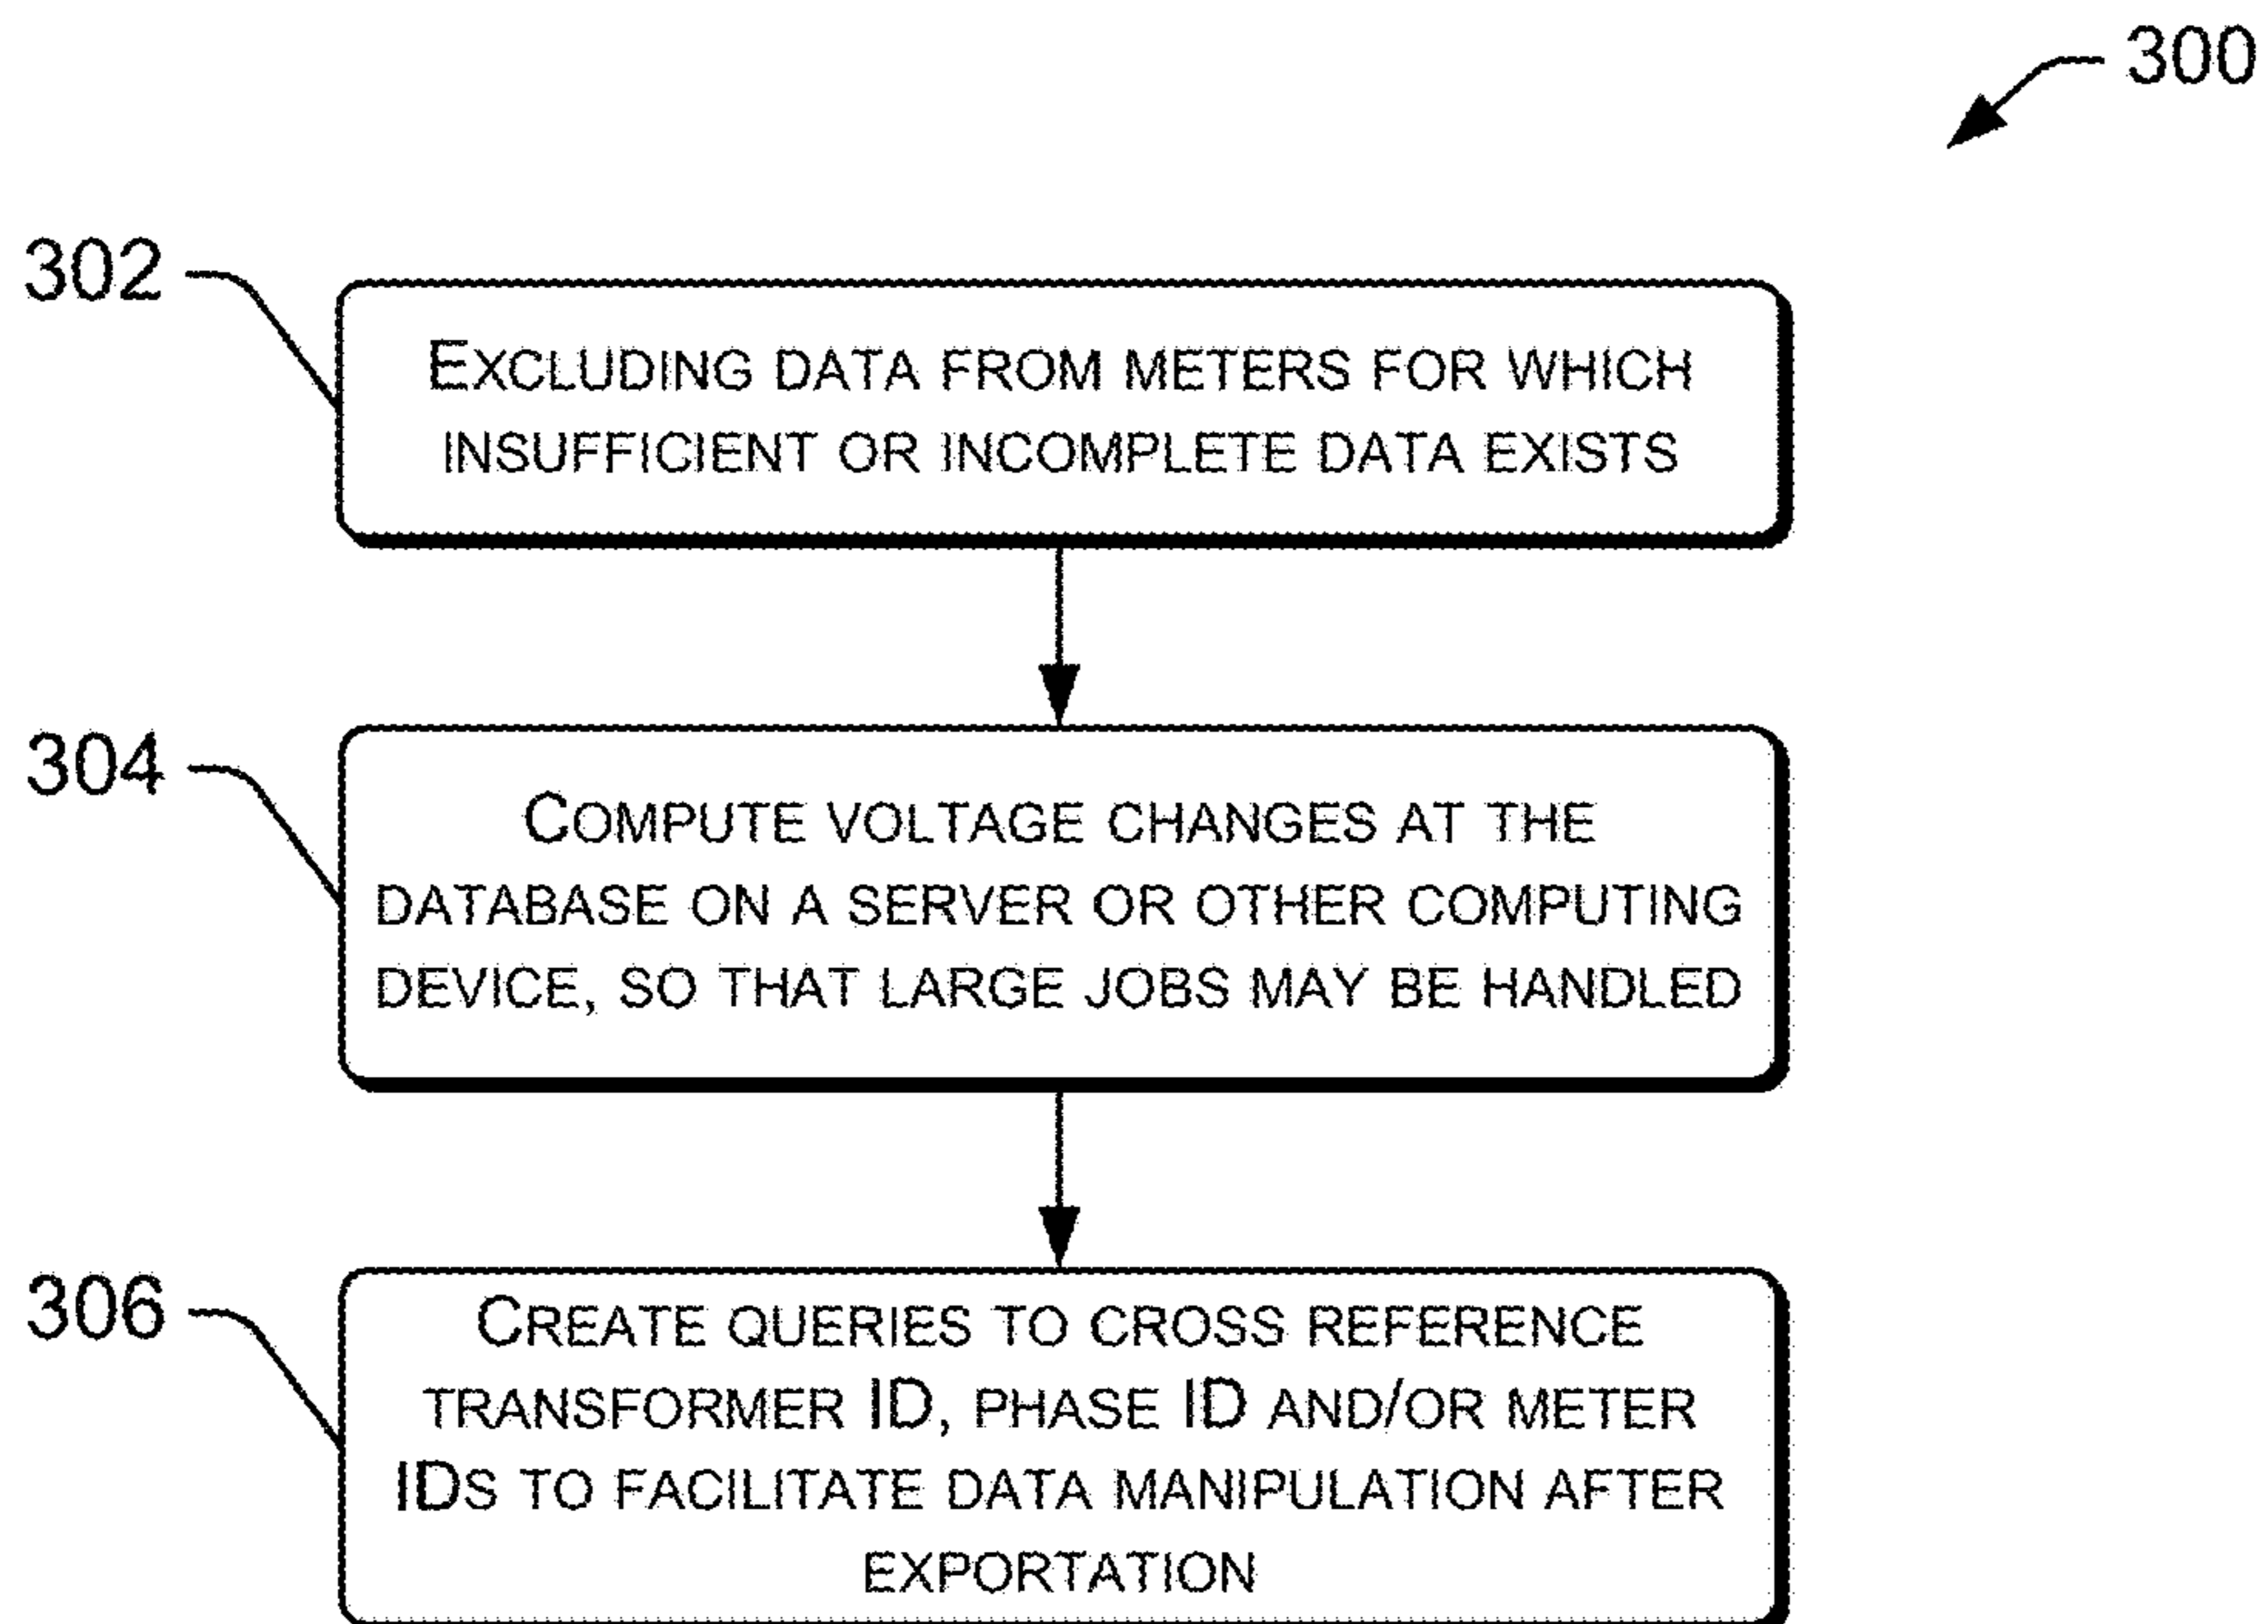 300
302
EXCLUDING DATA FROM METERS FOR WHICH
INSUFFICIENT OR INCOMPLETE DATA EXISTS
304
COMPUTE VOLTAGE CHANGES AT THE
DATABASE ON A SERVER OR OTHER COMPUTING
DEVICE, SO THAT LARGE JOBS MAY BE HANDLED
306
CREATE QUERIES TO CROSS REFERENCE
TRANSFORMER ID, PHASE ID AND/OR METER
IDS TO FACILITATE DATA MANIPULATION AFTER
EXPORTATION